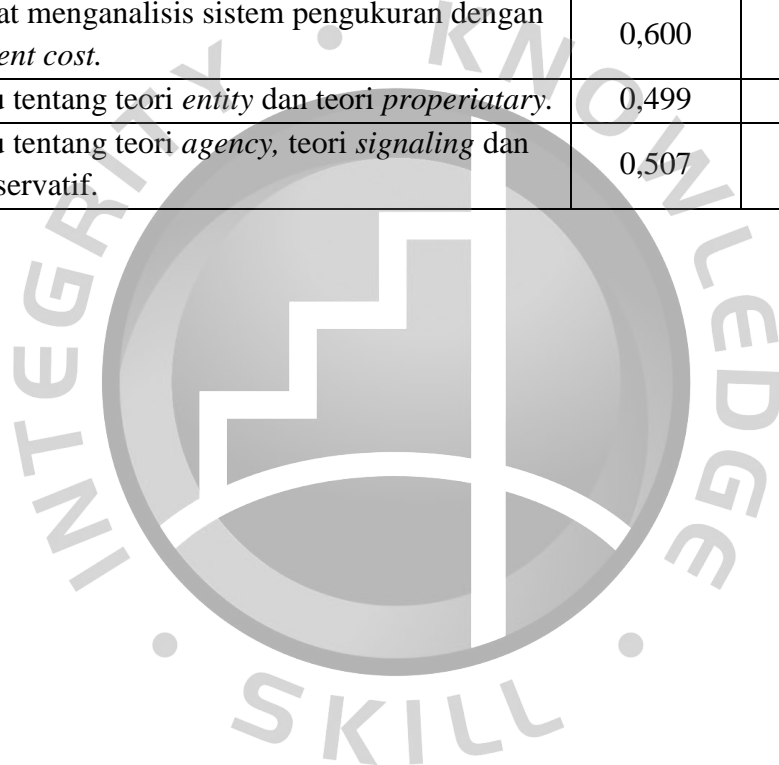 at menganalisis sistem pengukuran dengan
ent cost.
0,600
u tentang teori entity dan teori properiatary.
0,499
u tentang teori agency, teori signaling dan
servatif.
0,507
INTEGRITY • KNOWLEDGE • SKILL